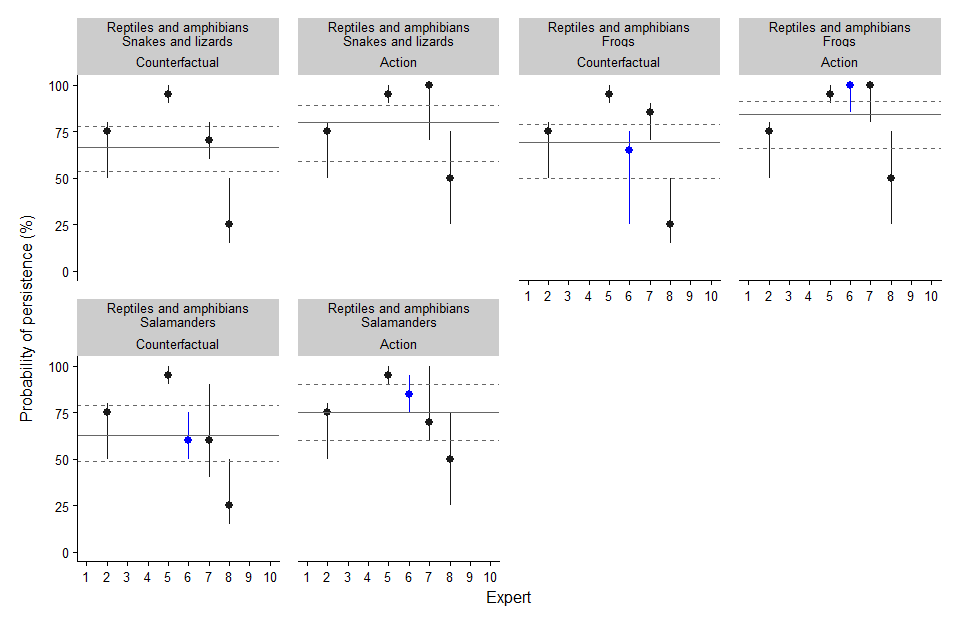 Reptiles and amphibians
Snakes and lizards
Counterfactual
Reptiles and amphibians
Snakes and lizards
Action
Reptiles and amphibians
Frogs
Counterfactual
Reptiles and amphibians
Frogs
Action
100
75
50
25
0
1 2 3 4 5 6 7 8 9 10
1 2 3 4 5 6 7 8 9 10
Probability of persistence (%)
Reptiles and amphibians
Salamanders
Counterfactual
Reptiles and amphibians
Salamanders
Action
100
75
50
25
0
1 2 3 4 5 6 7 8 9 10
1 2 3 4 5 6 7 8 9 10
Expert